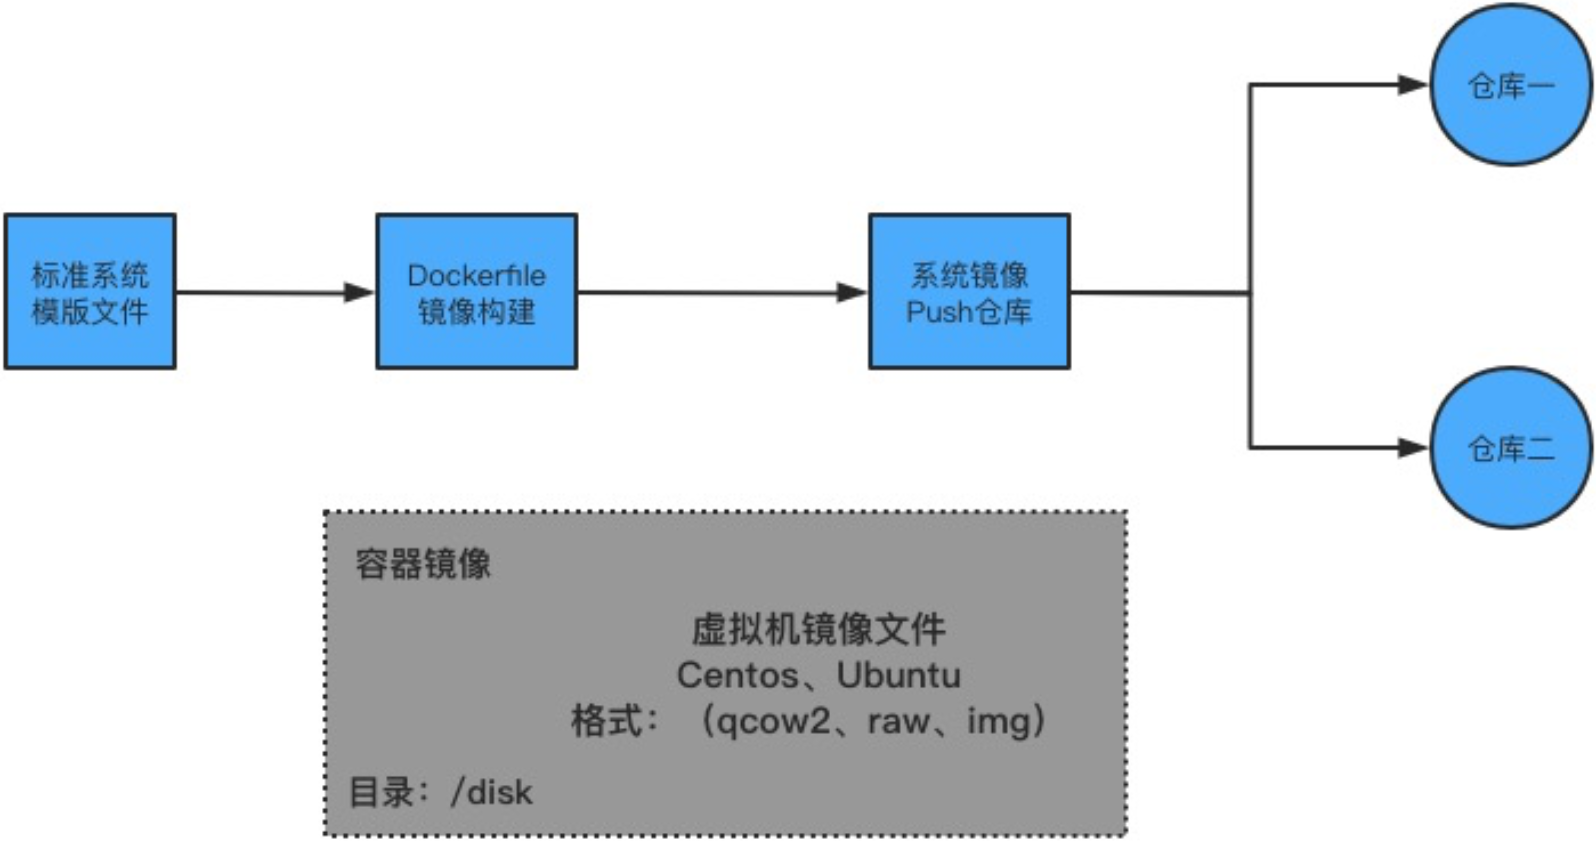 仓库一
标准系统
模版文件
Dockerfile
镜像构建
系统镜像
Push仓库
仓库二
容器镜像
虚拟机镜像文件
Centos、Ubuntu
格式：（qcow2、raw、img）
目录：/disk